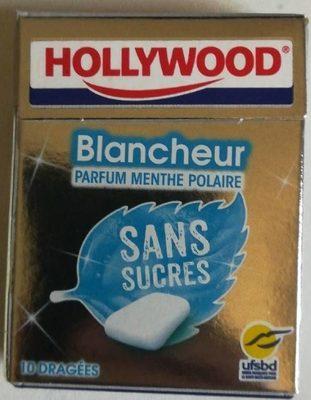 HOLLYWOOD®
Blancheur
PARFUM MENTHE POLAIRE
SANS
SUCRES
10 DRAGÉES
ufsbd